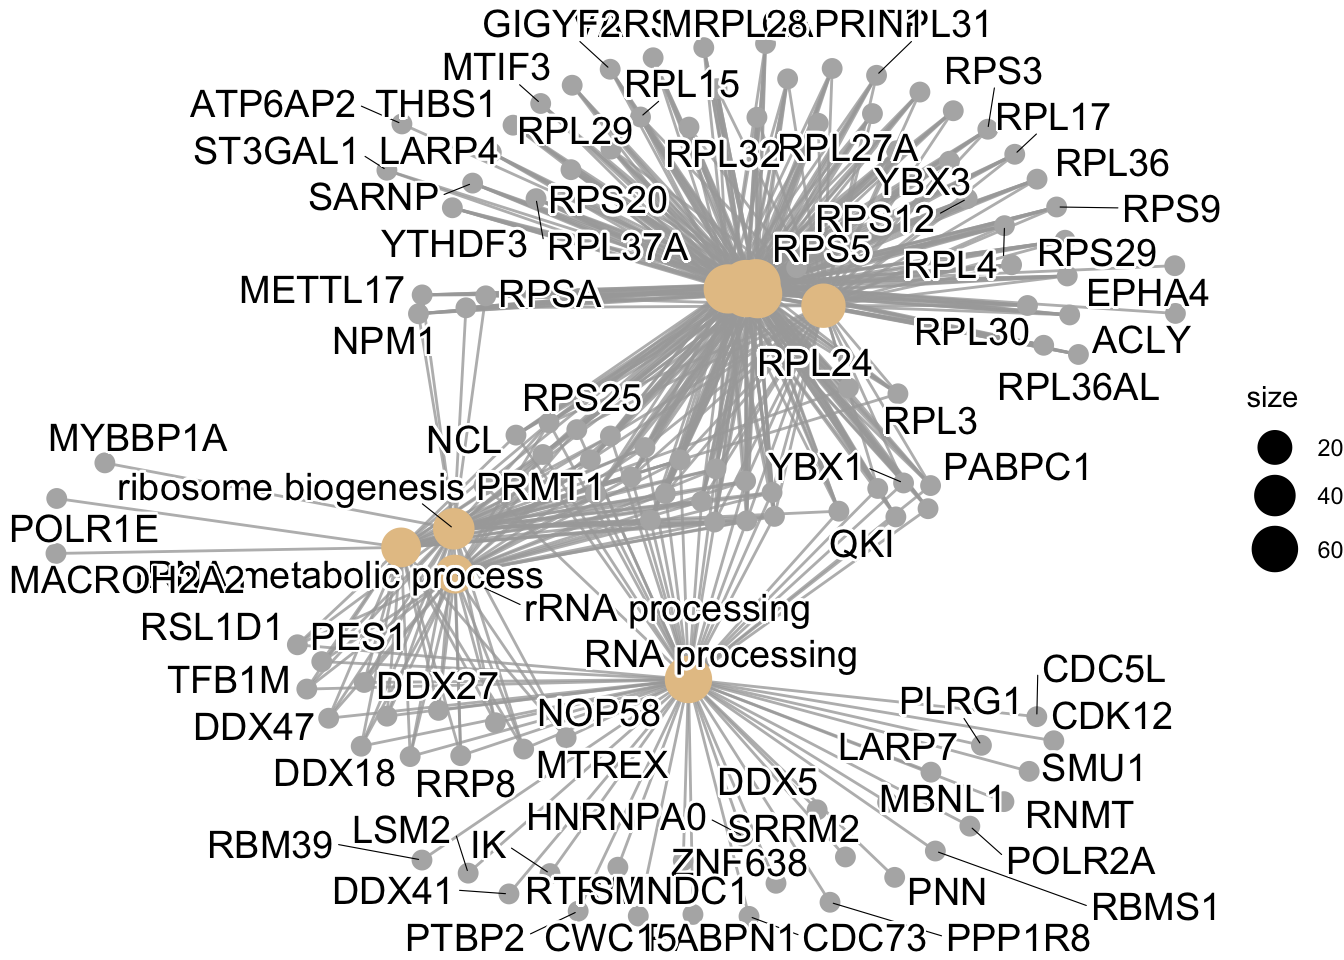 GIGYF2
MRPL28
RPL31
MTIF3
RPL15
RPS3
ATP6AP2
THBS1
RPL29
RPL17
ST3GAL1
LARP4
RPL32
RPL27A
RPL36
SARNP
RPS20
YBX3
RPS12
RPS9
YTHDF3
RPL37A
RPS5
RPL4
RPS29
METTL17
RPSA
EPHA4
NPM1
RPL30
ACLY
RPL24
RPL36AL
RPS25
size
RPL3
MYBBP1A
NCL
20
YBX1
PABPC1
ribosome biogenesis
PRMT1
40
POLR1E
QKI
60
MACROH2A2
metabolic process
rRNA processing
RSL1D1
PES1
RNA processing
TFB1M
DDX27
CDC5L
DDX47
NOP58
PLRG1
CDK12
DDX18
RRP8
MTREX
LARP7
SMU1
DDX5
MBNL1
RNMT
RBM39
LSM2
IK
HNRNPA0
SRRM2
ZNF638
POLR2A
DDX41
SMNDC1
PNN
RBMS1
PTBP2
CWC15
PABPN1
CDC73
PPP1R8